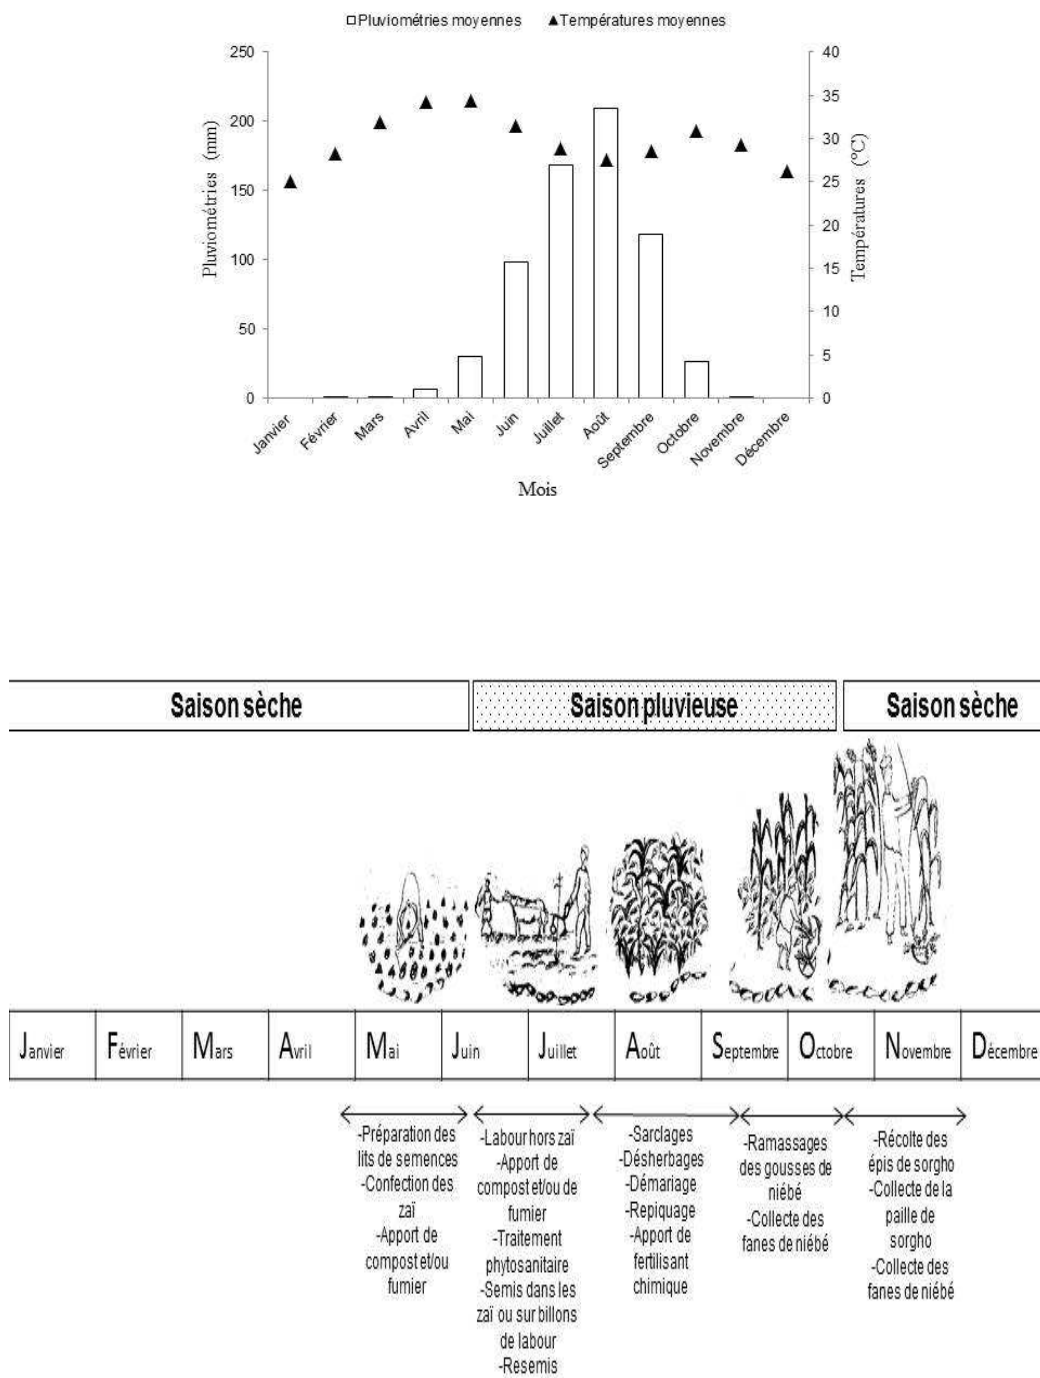 Pluviométries moyennes Températures moyennes
250
200
150
100
50
0
Pluviométries (mm)
40
35
30
25
20
15
10
5
0
Températures (°C)
Janvier
Février
Mars
Avril
Mai
Juin
Juillet
Août
Septembre
Octobre
Novembre
Décembre
Mois
Saison sèche Saison pluvieuse Saison sèche
Janvier Février Mars Avril Mai Juin Juillet Août Septembre Octobre Novembre Décembre
-Préparation des
lits de semences
-Confection des
zaï
-Apport de
compost et/ou
fumier
-Labour hors zaï
-Apport de
compost et/ou de
fumier
-Traitement
phytosanitaire
-Semis dans les
zaï ou sur billons
de labour
-Resemis
-Sarclages
-Désherbages
-Démariage
-Repiquage
-Apport de
fertilisant
chimique
-Ramassages
des gousses de
niébé
-Collecte des
fanes de niébé
-Récolte des
épis de sorgho
-Collecte de la
paille de
sorgho
-Collecte des
fanes de niébé